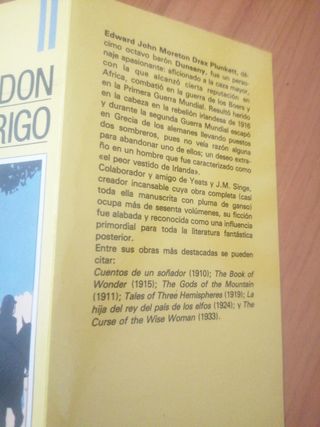 DON
RIGO
Edward John Moreton Drax Plunkett, dé-
cimo octavo barón Dunsany, fue un perso-
naje apasionante: aficionado a la caza mayor,
con la que alcanzó cierta reputación en
Africa, combatió en la guerra de los Boers y
en la Primera Guerra Mundial. Resultó herido
en la cabeza en la rebelión irlandesa de 1916
y durante la segunda Guerra Mundial escapó
en Grecia de los alemanes llevando puestos
dos sombreros, pues no veía razón alguna
para abandonar uno de ellos; un deseo extra-
ño en un hombre que fue caracterizado como
«el peor vestido de Irlanda».
Colaborador y amigo de Yeats y J.M. Singe,
creador incansable cuya obra completa (casi
toda ella manuscrita con pluma de ganso)
ocupa más de sesenta volúmenes, su ficción
fue alabada y reconocida como una influencia
primordial para toda la literatura fantástica
posterior.
Entre sus obras más destacadas se pueden
citar:
Cuentos de un soñador (1910); The Book of
Wonder (1915); The Gods of the Mountain
(1911); Tales of Three Hemispheres (1919); La
hija del rey del país de los elfos (1924); y The
Curse of the Wise Woman (1933).